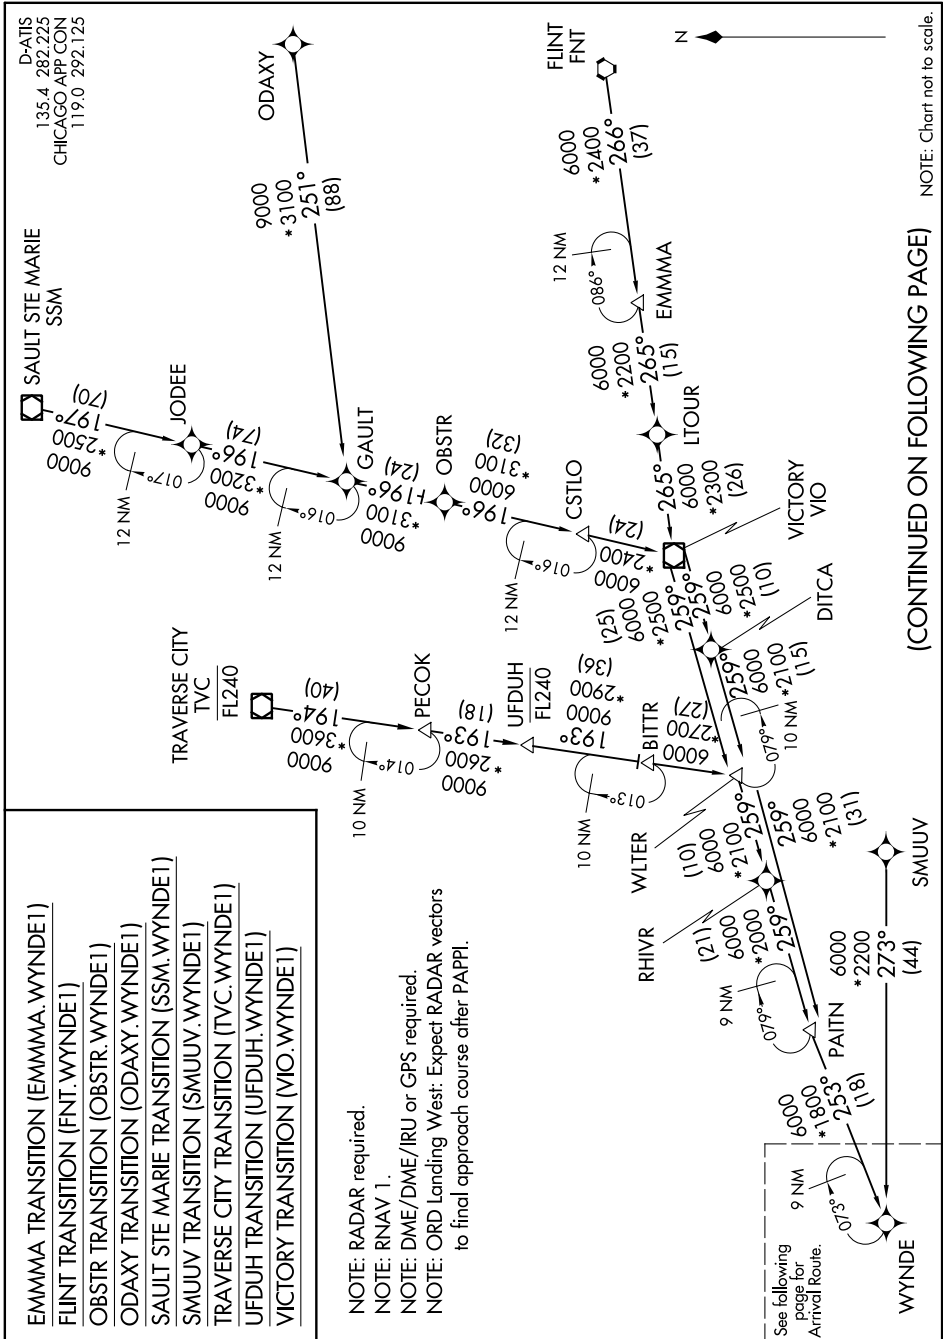 EMMMA TRANSITION (EMMMA.WYNDE1)
FLINT TRANSITION (FNT.WYNDE1)
OBSTR TRANSITION (OBSTR.WYNDE1)
ODAXY TRANSITION (ODAXY.WYNDE1)
SAULT STE MARIE TRANSITION (SSM.WYNDE1)
SMUUV TRANSITION (SMUUV.WYNDE1)
TRAVERSE CITY TRANSITION (TVC.WYNDE1)
UFDUH TRANSITION (UFDUH.WYNDE1)
VICTORY TRANSITION (VIO.WYNDE1)
NOTE: RADAR required.
NOTE: RNAV 1.
NOTE: DME/DME/IRU or GPS required.
NOTE: ORD Landing West: Expect RADAR vectors
to final approach course after PAPPI.
D-ATIS
135.4 282.225
CHICAGO APP CON
119.0 292.125
SAULT STE MARIE
SSM
9000
*2500
197°
(70)
12 NM
017°
JODEE
9000
*3200
196°
(74)
12 NM
016°
GAULT
ODAXY
9000
*3100
251°
(88)
9000
*3100
196°
(24)
OBSTR
6000
*3100
(32)
196°
12 NM
016°
CSTLO
6000
*2400
(24)
TRAVERSE CITY
TVC
FL240
9000
*3600
194°
(40)
10 NM
014°
PECOK
9000
*2600
193°
(18)
UFDUH
FL240
9000
*2900
(36)
193°
10 NM
013°
BITTR
6000
*2700
(27)
FLINT
FNT
6000
*2400
266°
(37)
12 NM
086°
EMMMA
6000
*2200
265°
(15)
LTOUR
265°
6000
*2300
(26)
VICTORY
VIO
(25)
6000
*2500
259°
259°
6000
*2500
(10)
DITCA
259°
6000
*2100
(15)
10 NM
079°
WLTER
(10)
6000
*2100
259°
259°
6000
*2100
(31)
RHIVR
(21)
6000
*2000
259°
9 NM
079°
PAITN
6000
*1800
253°
(18)
9 NM
073°
WYNDE
SMUUV
6000
*2200
273°
(44)
See following
page for
Arrival Route.
N
NOTE: Chart not to scale.
(CONTINUED ON FOLLOWING PAGE)